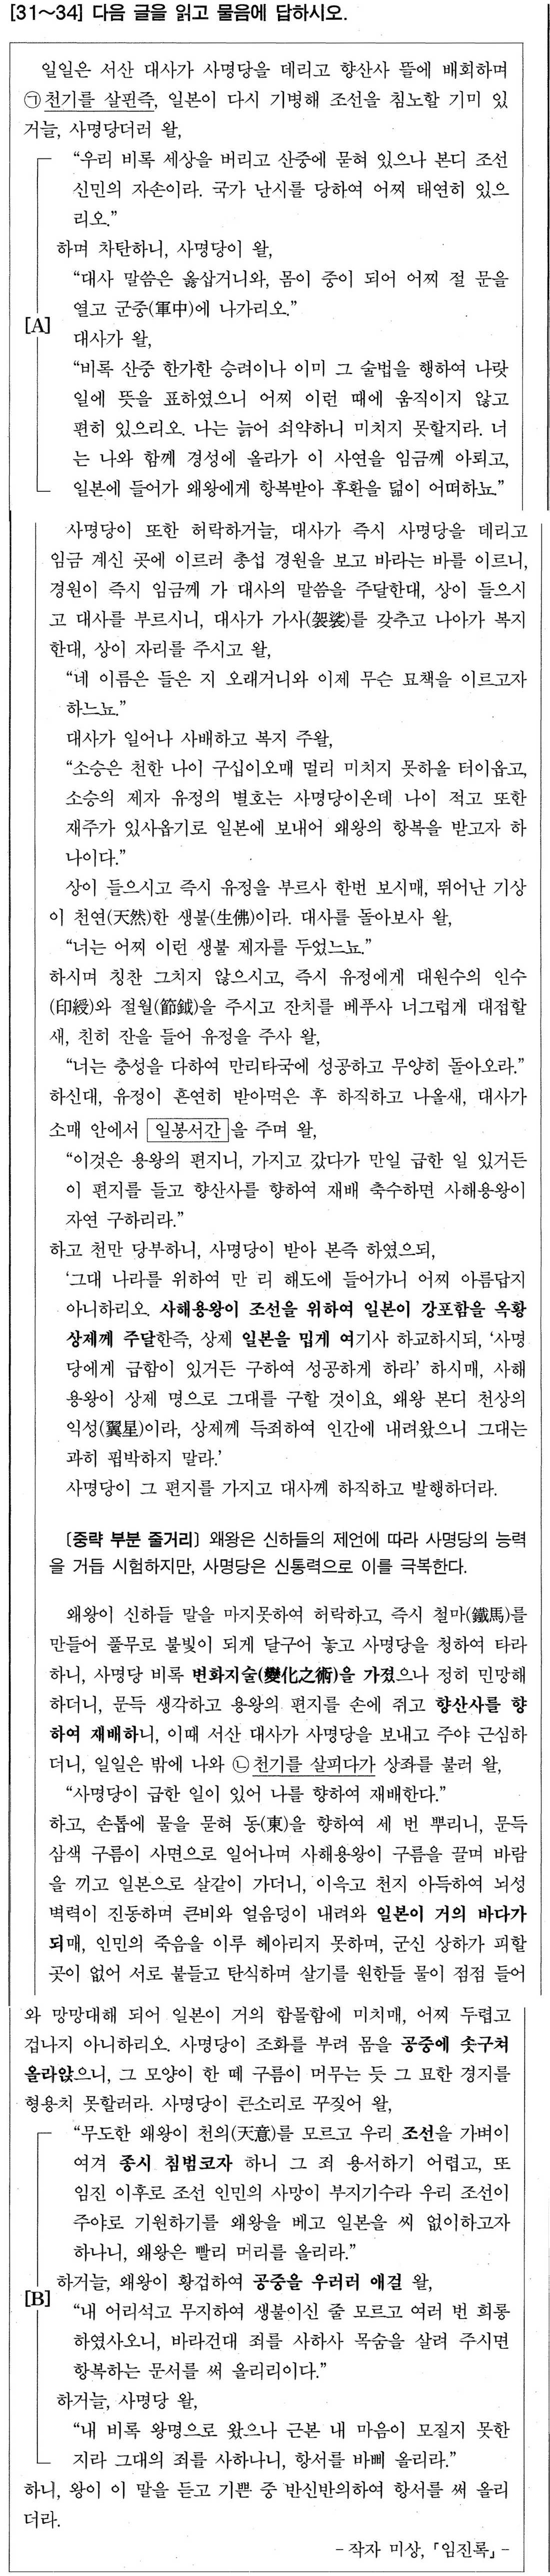 [31~34] 다음 글을 읽고 물음에 답하시오.
일일은 서산 대사가 사명당을 데리고 향산사 뜰에 배회하며
㉠천기를 살핀즉, 일본이 다시 기병해 조선을 침노할 기미 있
거늘, 사명당더러 왈,
“우리 비록 세상을 버리고 산중에 묻혀 있으나 본디 조선
신민의 자손이라. 국가 난시를 당하여 어찌 태연히 있으
리오.”
하며 차탄하니, 사명당이 왈,
“대사 말씀은 옳삽거니와, 몸이 중이 되어 어찌 절 문을
열고 군중(軍中)에 나가리오.”
[A]
대사가 왈,
“비록 산중 한가한 승려이나 이미 그 술법을 행하여 나랏
일에 뜻을 표하였으니 어찌 이런 때에 움직이지 않고
편히 있으리오. 나는 늙어 쇠약하니 미치지 못할지라. 너
는 나와 함께 경성에 올라가 이 사연을 임금께 아뢰고,
일본에 들어가 왜왕에게 항복받아 후환을 덞이 어떠하뇨.”
사명당이 또한 허락하거늘, 대사가 즉시 사명당을 데리고
임금 계신 곳에 이르러 총섭 경원을 보고 바라는 바를 이르니,
경원이 즉시 임금께 가 대사의 말씀을 주달한대, 상이 들으시
고 대사를 부르시니, 대사가 가사(袈裟)를 갖추고 나아가 복지
한대, 상이 자리를 주시고 왈,
“네 이름은 들은 지 오래거니와 이제 무슨 묘책을 이르고자
하느뇨.”
대사가 일어나 사배하고 복지 주왈,
“소승은 천한 나이 구십이오매 멀리 미치지 못하올 터이옵고,
소승의 제자 유정의 별호는 사명당이온데 나이 적고 또한
재주가 있사옵기로 일본에 보내어 왜왕의 항복을 받고자 하
나이다.”
상이 들으시고 즉시 유정을 부르사 한번 보시매, 뛰어난 기상
이 천연(天然)한 생불(生佛)이라. 대사를 돌아보사 왈,
“너는 어찌 이런 생불 제자를 두었느뇨.”
하시며 칭찬 그치지 않으시고, 즉시 유정에게 대원수의 인수
(印綬)와 절월(節鉞)을 주시고 잔치를 베푸사 너그럽게 대접할
새, 친히 잔을 들어 유정을 주사 왈,
“너는 충성을 다하여 만리타국에 성공하고 무양히 돌아오라.”
하신대, 유정이 흔연히 받아먹은 후 하직하고 나올새, 대사가
소매 안에서 일봉서간을 주며 왈,
“이것은 용왕의 편지니, 가지고 갔다가 만일 급한 일 있거든
이 편지를 들고 향산사를 향하여 재배 축수하면 사해용왕이
자연 구하리라.”
하고 천만 당부하니, 사명당이 받아 본즉 하였으되,
‘그대 나라를 위하여 만 리 해도에 들어가니 어찌 아름답지
아니하리오. 사해용왕이 조선을 위하여 일본이 강포함을 옥황
상제께 주달한즉, 상제 일본을 밉게 여기사 하교하시되, ‘사명
당에게 급함이 있거든 구하여 성공하게 하라’ 하시매, 사해
용왕이 상제 명으로 그대를 구할 것이요, 왜왕 본디 천상의
익성(翼星)이라, 상제께 득죄하여 인간에 내려왔으니 그대는
과히 핍박하지 말라.’
사명당이 그 편지를 가지고 대사께 하직하고 발행하더라.
[중략 부분 줄거리] 왜왕은 신하들의 제언에 따라 사명당의 능력
을 거듭 시험하지만, 사명당은 신통력으로 이를 극복한다.
왜왕이 신하들 말을 마지못하여 허락하고, 즉시 철마(鐵馬)를
만들어 풀무로 불빛이 되게 달구어 놓고 사명당을 청하여 타라
하니, 사명당 비록 변화지술(變化之術)을 가졌으나 정히 민망해
하더니, 문득 생각하고 용왕의 편지를 손에 쥐고 향산사를 향
하여 재배하니, 이때 서산 대사가 사명당을 보내고 주야 근심하
더니, 일일은 밖에 나와 ㉡천기를 살피다가 상좌를 불러 왈,
“사명당이 급한 일이 있어 나를 향하여 재배한다.”
하고, 손톱에 물을 묻혀 동(東)을 향하여 세 번 뿌리니, 문득
삼색 구름이 사면으로 일어나며 사해용왕이 구름을 끌며 바람
을 끼고 일본으로 살같이 가더니, 이윽고 천지 아득하여 뇌성
벽력이 진동하며 큰비와 얼음덩이 내려와 일본이 거의 바다가
되매, 인민의 죽음을 이루 헤아리지 못하며, 군신 상하가 피할
곳이 없어 서로 붙들고 탄식하며 살기를 원한들 물이 점점 들어
와 망망대해 되어 일본이 거의 함몰함에 미치매, 어찌 두렵고
겁나지 아니하리오. 사명당이 조화를 부려 몸을 공중에 솟구쳐
올라앉으니, 그 모양이 한 떼 구름이 머무는 듯 그 묘한 경지를
형용치 못할러라. 사명당이 큰소리로 꾸짖어 왈,
“무도한 왜왕이 천의(天意)를 모르고 우리 조선을 가벼이
여겨 종시 침범코자 하니 그 죄 용서하기 어렵고, 또
임진 이후로 조선 인민의 사망이 부지기수라 우리 조선이
주야로 기원하기를 왜왕을 베고 일본을 씨 없이하고자
하나니, 왜왕은 빨리 머리를 올리라.”
하거늘, 왜왕이 황겁하여 공중을 우러러 애걸 왈,
[B]
“내 어리석고 무지하여 생불이신 줄 모르고 여러 번 희롱
하였사오니, 바라건대 죄를 사하사 목숨을 살려 주시면
항복하는 문서를 써 올리리이다.”
하거늘, 사명당 왈,
“내 비록 왕명으로 왔으나 근본 내 마음이 모질지 못한
지라 그대의 죄를 사하나니, 항서를 바삐 올리라.”
하니, 왕이 이 말을 듣고 기쁜 중 반신반의하여 항서를 써 올리
더라.
- 작자 미상, 「임진록」 -